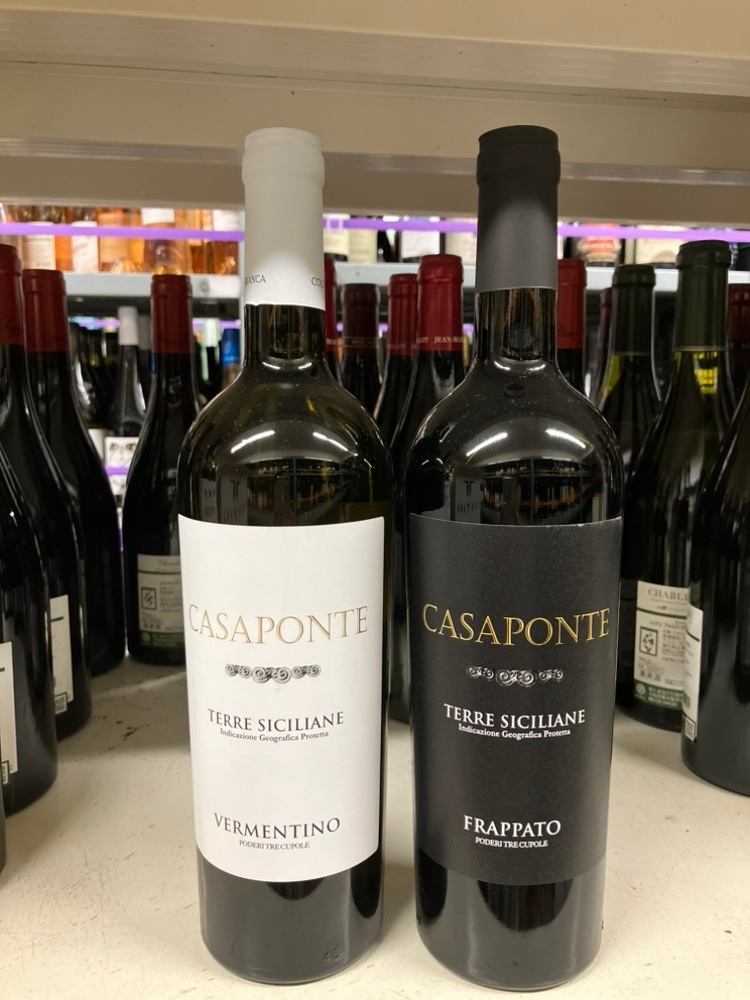 CASAPONTE
TERRE SICILIANE
Indicazione Geografica Protetta
VERMENTINO
PODERI TRE CUPOLE
CASAPONTE
TERRE SICILIANE
Indicazione Geografica Protetta
FRAPPATO
PODERI TRE CUPOLE